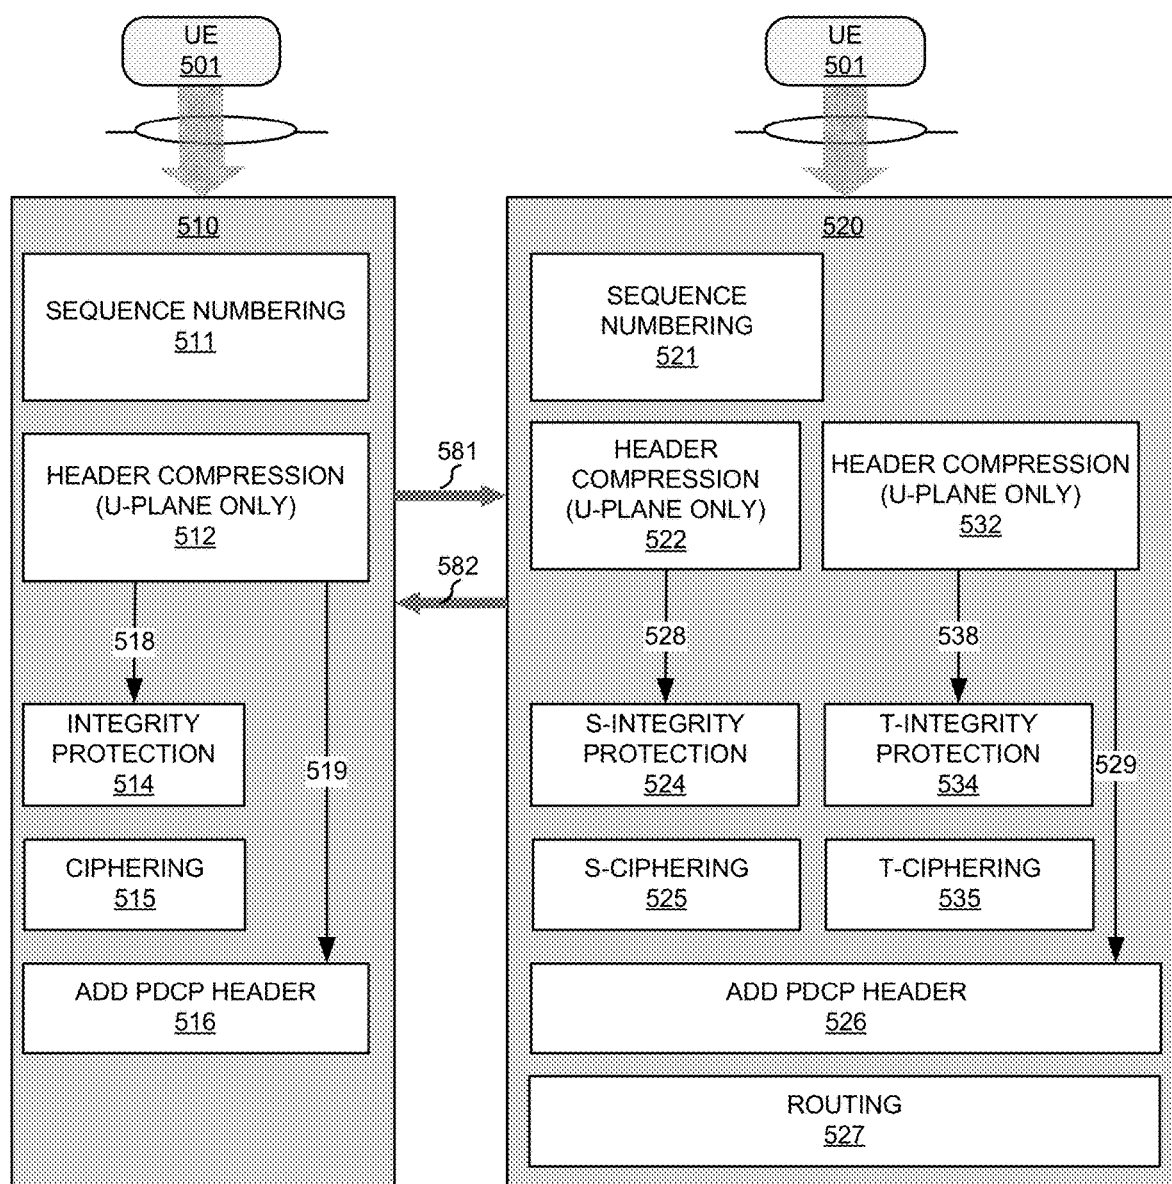 UE
501
UE
501
510
SEQUENCE NUMBERING
511
HEADER COMPRESSION
(U-PLANE ONLY)
512
518
519
INTEGRITY
PROTECTION
514
CIPHERING
515
ADD PDCP HEADER
516
581
582
520
SEQUENCE
NUMBERING
521
HEADER
COMPRESSION
(U-PLANE ONLY)
522
HEADER COMPRESSION
(U-PLANE ONLY)
532
528
538
529
S-INTEGRITY
PROTECTION
524
T-INTEGRITY
PROTECTION
534
S-CIPHERING
525
T-CIPHERING
535
ADD PDCP HEADER
526
ROUTING
527